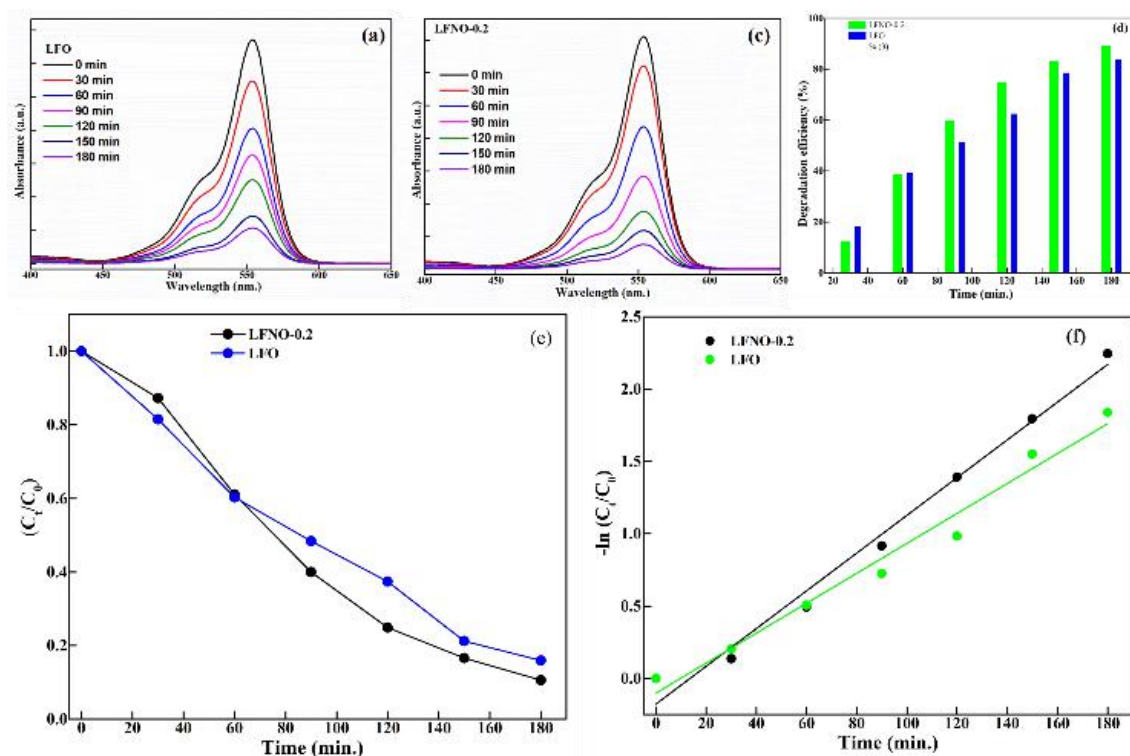 (a)
LFO
0 min
30 min
60 min
90 min
120 min
150 min
180 min
Absorbance (a.u.)
400 450 500 550 600 650
Wavelength (nm.)
LFNO-0.2
(c)
0 min
30 min
60 min
90 min
120 min
150 min
180 min
Absorbance (a.u.)
400 450 500 550 600 650
Wavelength (nm.)
(d)
LFNO-0.2
LFO
Degradation efficiency (%)
100
80
60
40
20
0
20 40 60 80 100 120 140 160 180
Time (min.)
(e)
LFNO-0.2
LFO
(Ct/C0)
1.0
0.8
0.6
0.4
0.2
0.0
0 20 40 60 80 100 120 140 160 180
Time (min.)
(f)
LFNO-0.2
LFO
-ln (Ct/C0)
2.5
2.0
1.5
1.0
0.5
0.0
0 20 40 60 80 100 120 140 160 180
Time (min.)